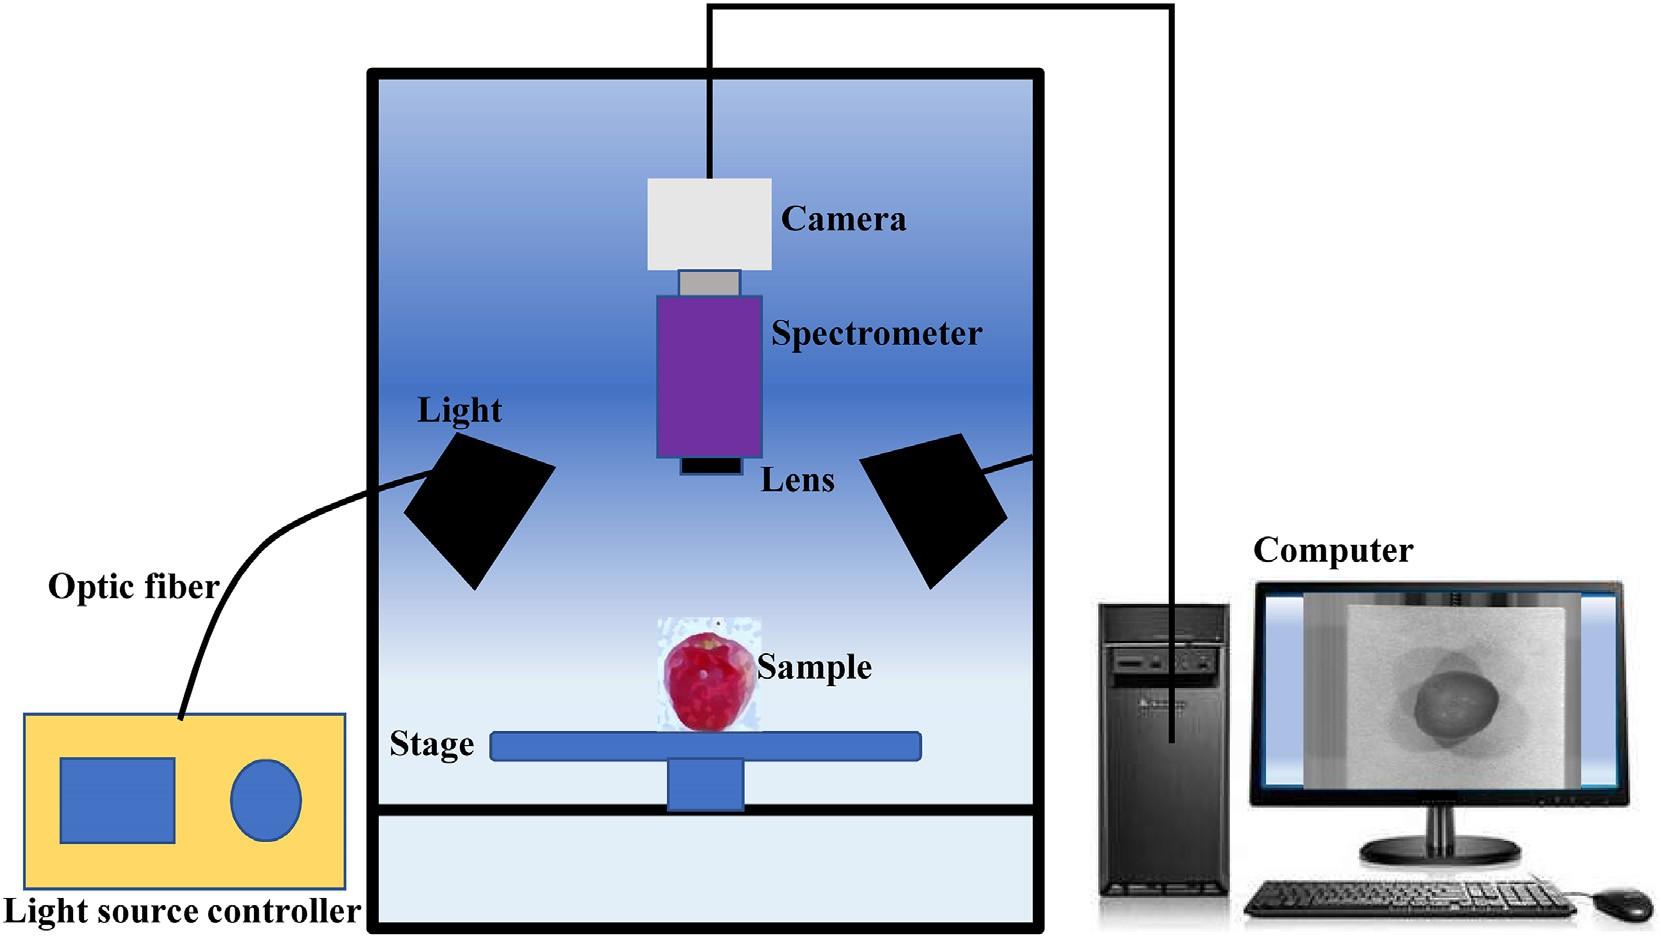 Camera
Spectrometer
Light
Lens
Optic fiber
Computer
Sample
Stage
Light source controller